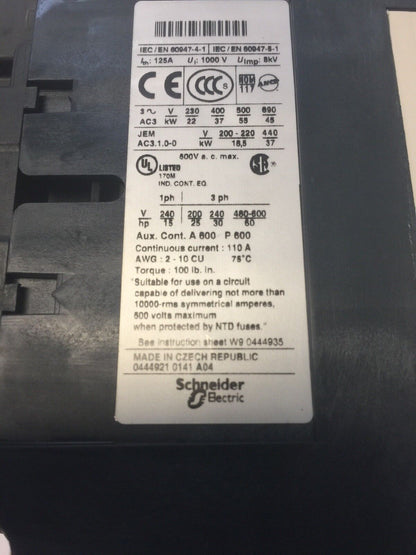 IEC/EN 60947-4-1 | IEC/EN 60947-5-1
Ith: 125A Ui: 1000 V Uimp: 8kV
CE CCC S 117
3~ V 230 400 500 690
AC3 kW 22 37 55 45
JEM V 200 - 220 440
AC3.1.0-0 kW 18,5 37
UL LISTED 600V a. c. max.
170M
IND. CONT. EQ.
1ph 3 ph
V 240 200 240 480-600
hp 15 25 30 60
Aux. Cont. A 600 P 600
Continuous current : 110 A
AWG : 2 - 10 CU 75°C
Torque : 100 lb. in.
"Suitable for use on a circuit
capable of delivering not more than
10000-rms symmetrical amperes,
600 volts maximum
when protected by NTD fuses."
See instruction sheet W9 0444935
MADE IN CZECH REPUBLIC
0444921 0141 A04
Schneider
Electric